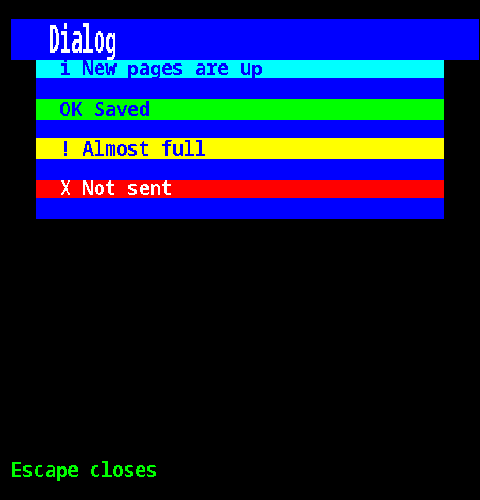 Dialog
i New pages are up
OK Saved
! Almost full
X Not sent
Escape closes